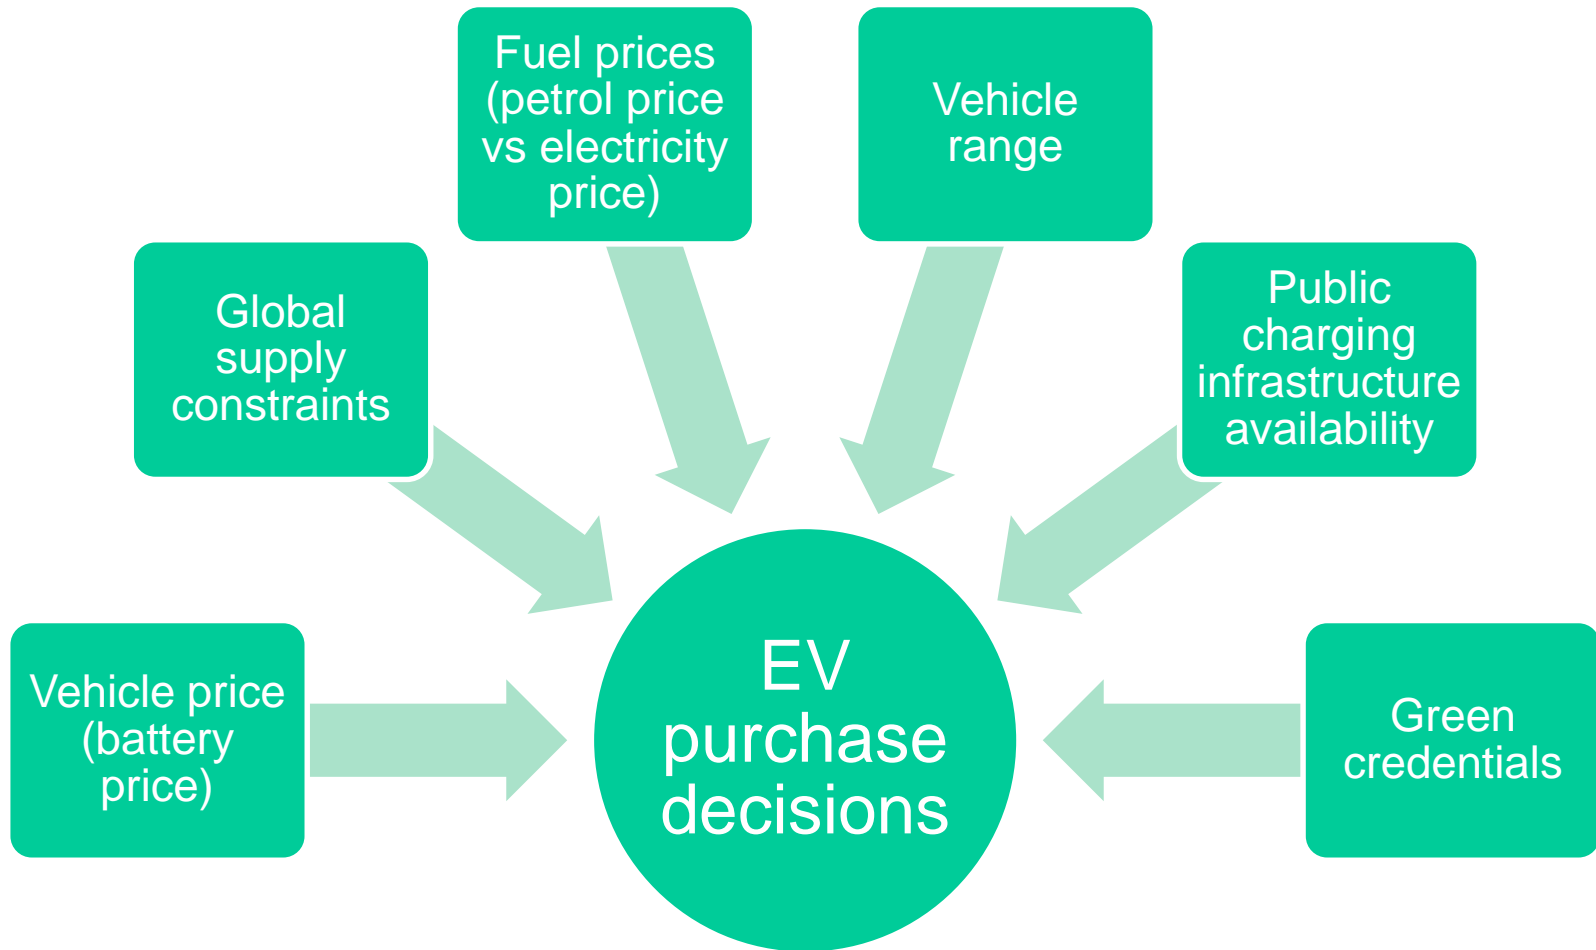 Fuel prices
(petrol price
vs electricity
price)
Vehicle
range
Global
supply
constraints
Public
charging
infrastructure
availability
Vehicle price
(battery
price)
EV
purchase
decisions
Green
credentials